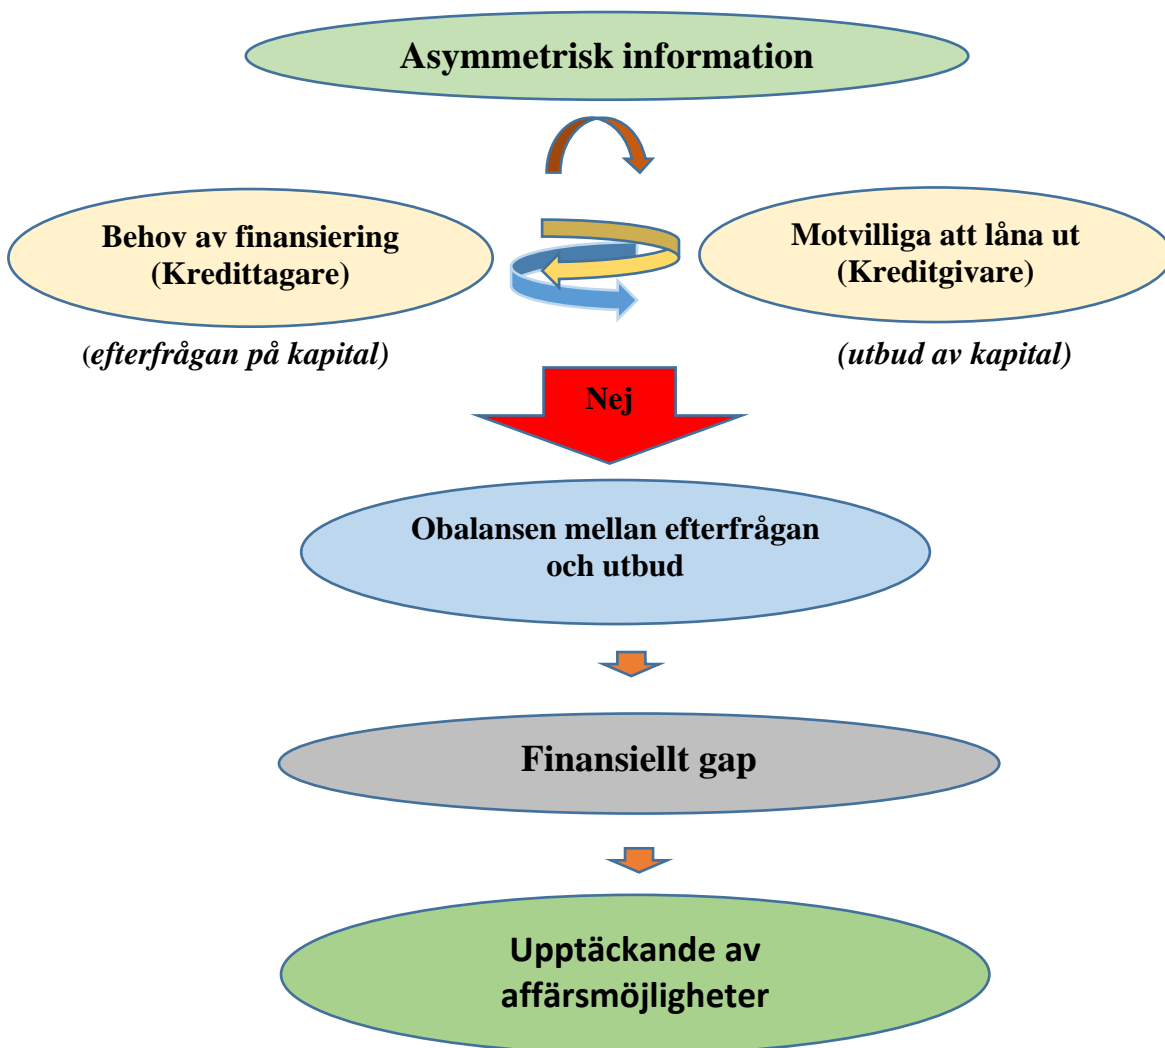 Asymmetrisk information
Behov av finansiering
(Kredittagare)
Motvilliga att låna ut
(Kreditgivare)
(efterfrågan på kapital)
(utbud av kapital)
Nej
Obalansen mellan efterfrågan
och utbud
Finansiellt gap
Upptäckande av
affärsmöjligheter